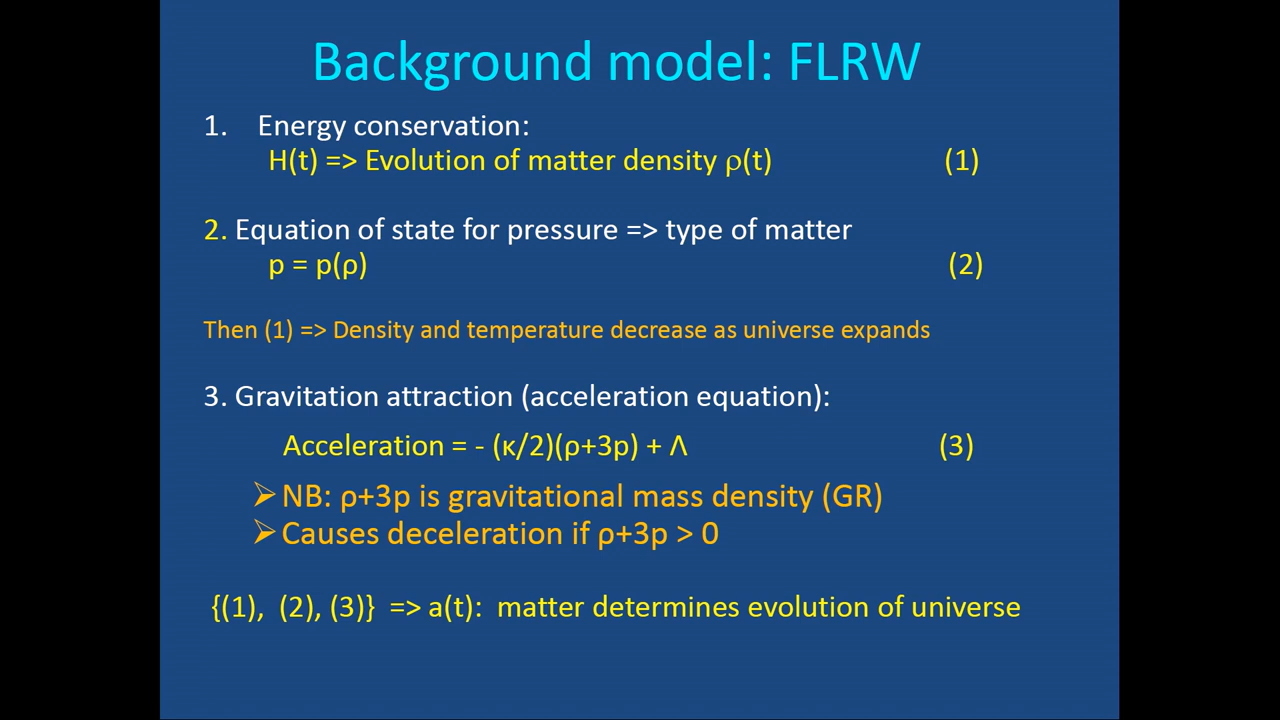 Background model: FLRW
1. Energy conservation:
H(t) => Evolution of matter density ρ(t) (1)
2. Equation of state for pressure => type of matter
p = p(ρ) (2)
Then (1) => Density and temperature decrease as universe expands
3. Gravitation attraction (acceleration equation):
Acceleration = - (κ/2)(ρ+3p) + Λ (3)
➢ NB: ρ+3p is gravitational mass density (GR)
➢ Causes deceleration if ρ+3p > 0
{(1), (2), (3)} => a(t): matter determines evolution of universe